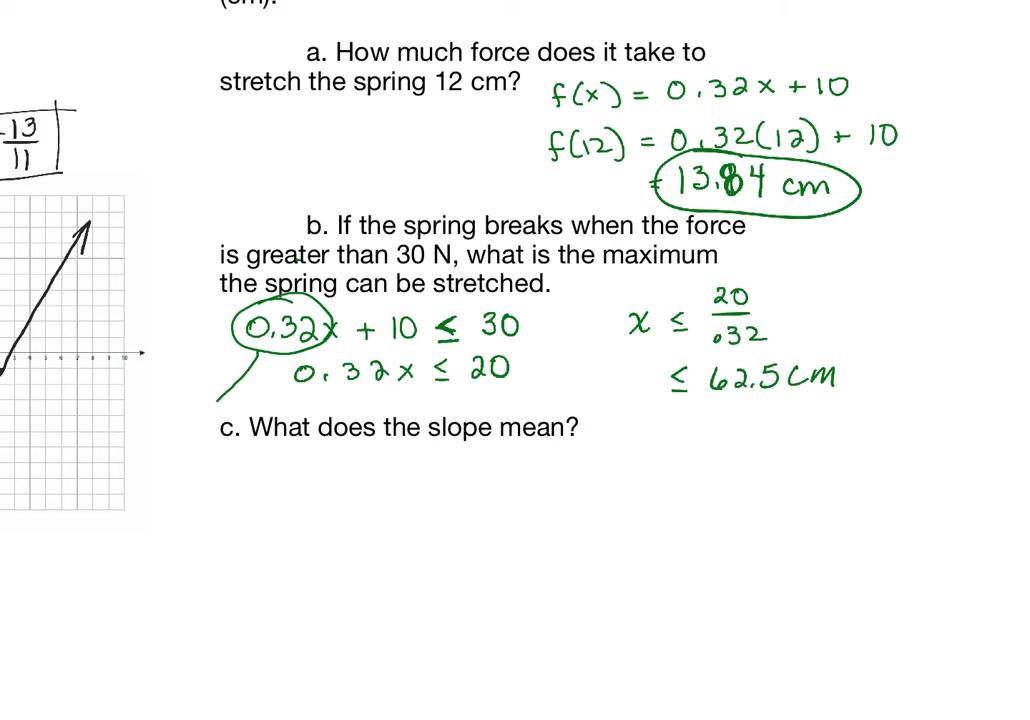 (cm).
a. How much force does it take to
stretch the spring 12 cm?
f(x) = 0.32x + 10
f(12) = 0.32(12) + 10
= 13.84 cm
-13
11
b. If the spring breaks when the force
is greater than 30 N, what is the maximum
the spring can be stretched.
0.32x + 10 ≤ 30
0.32x ≤ 20
x ≤ 20
.32
≤ 62.5 cm
c. What does the slope mean?